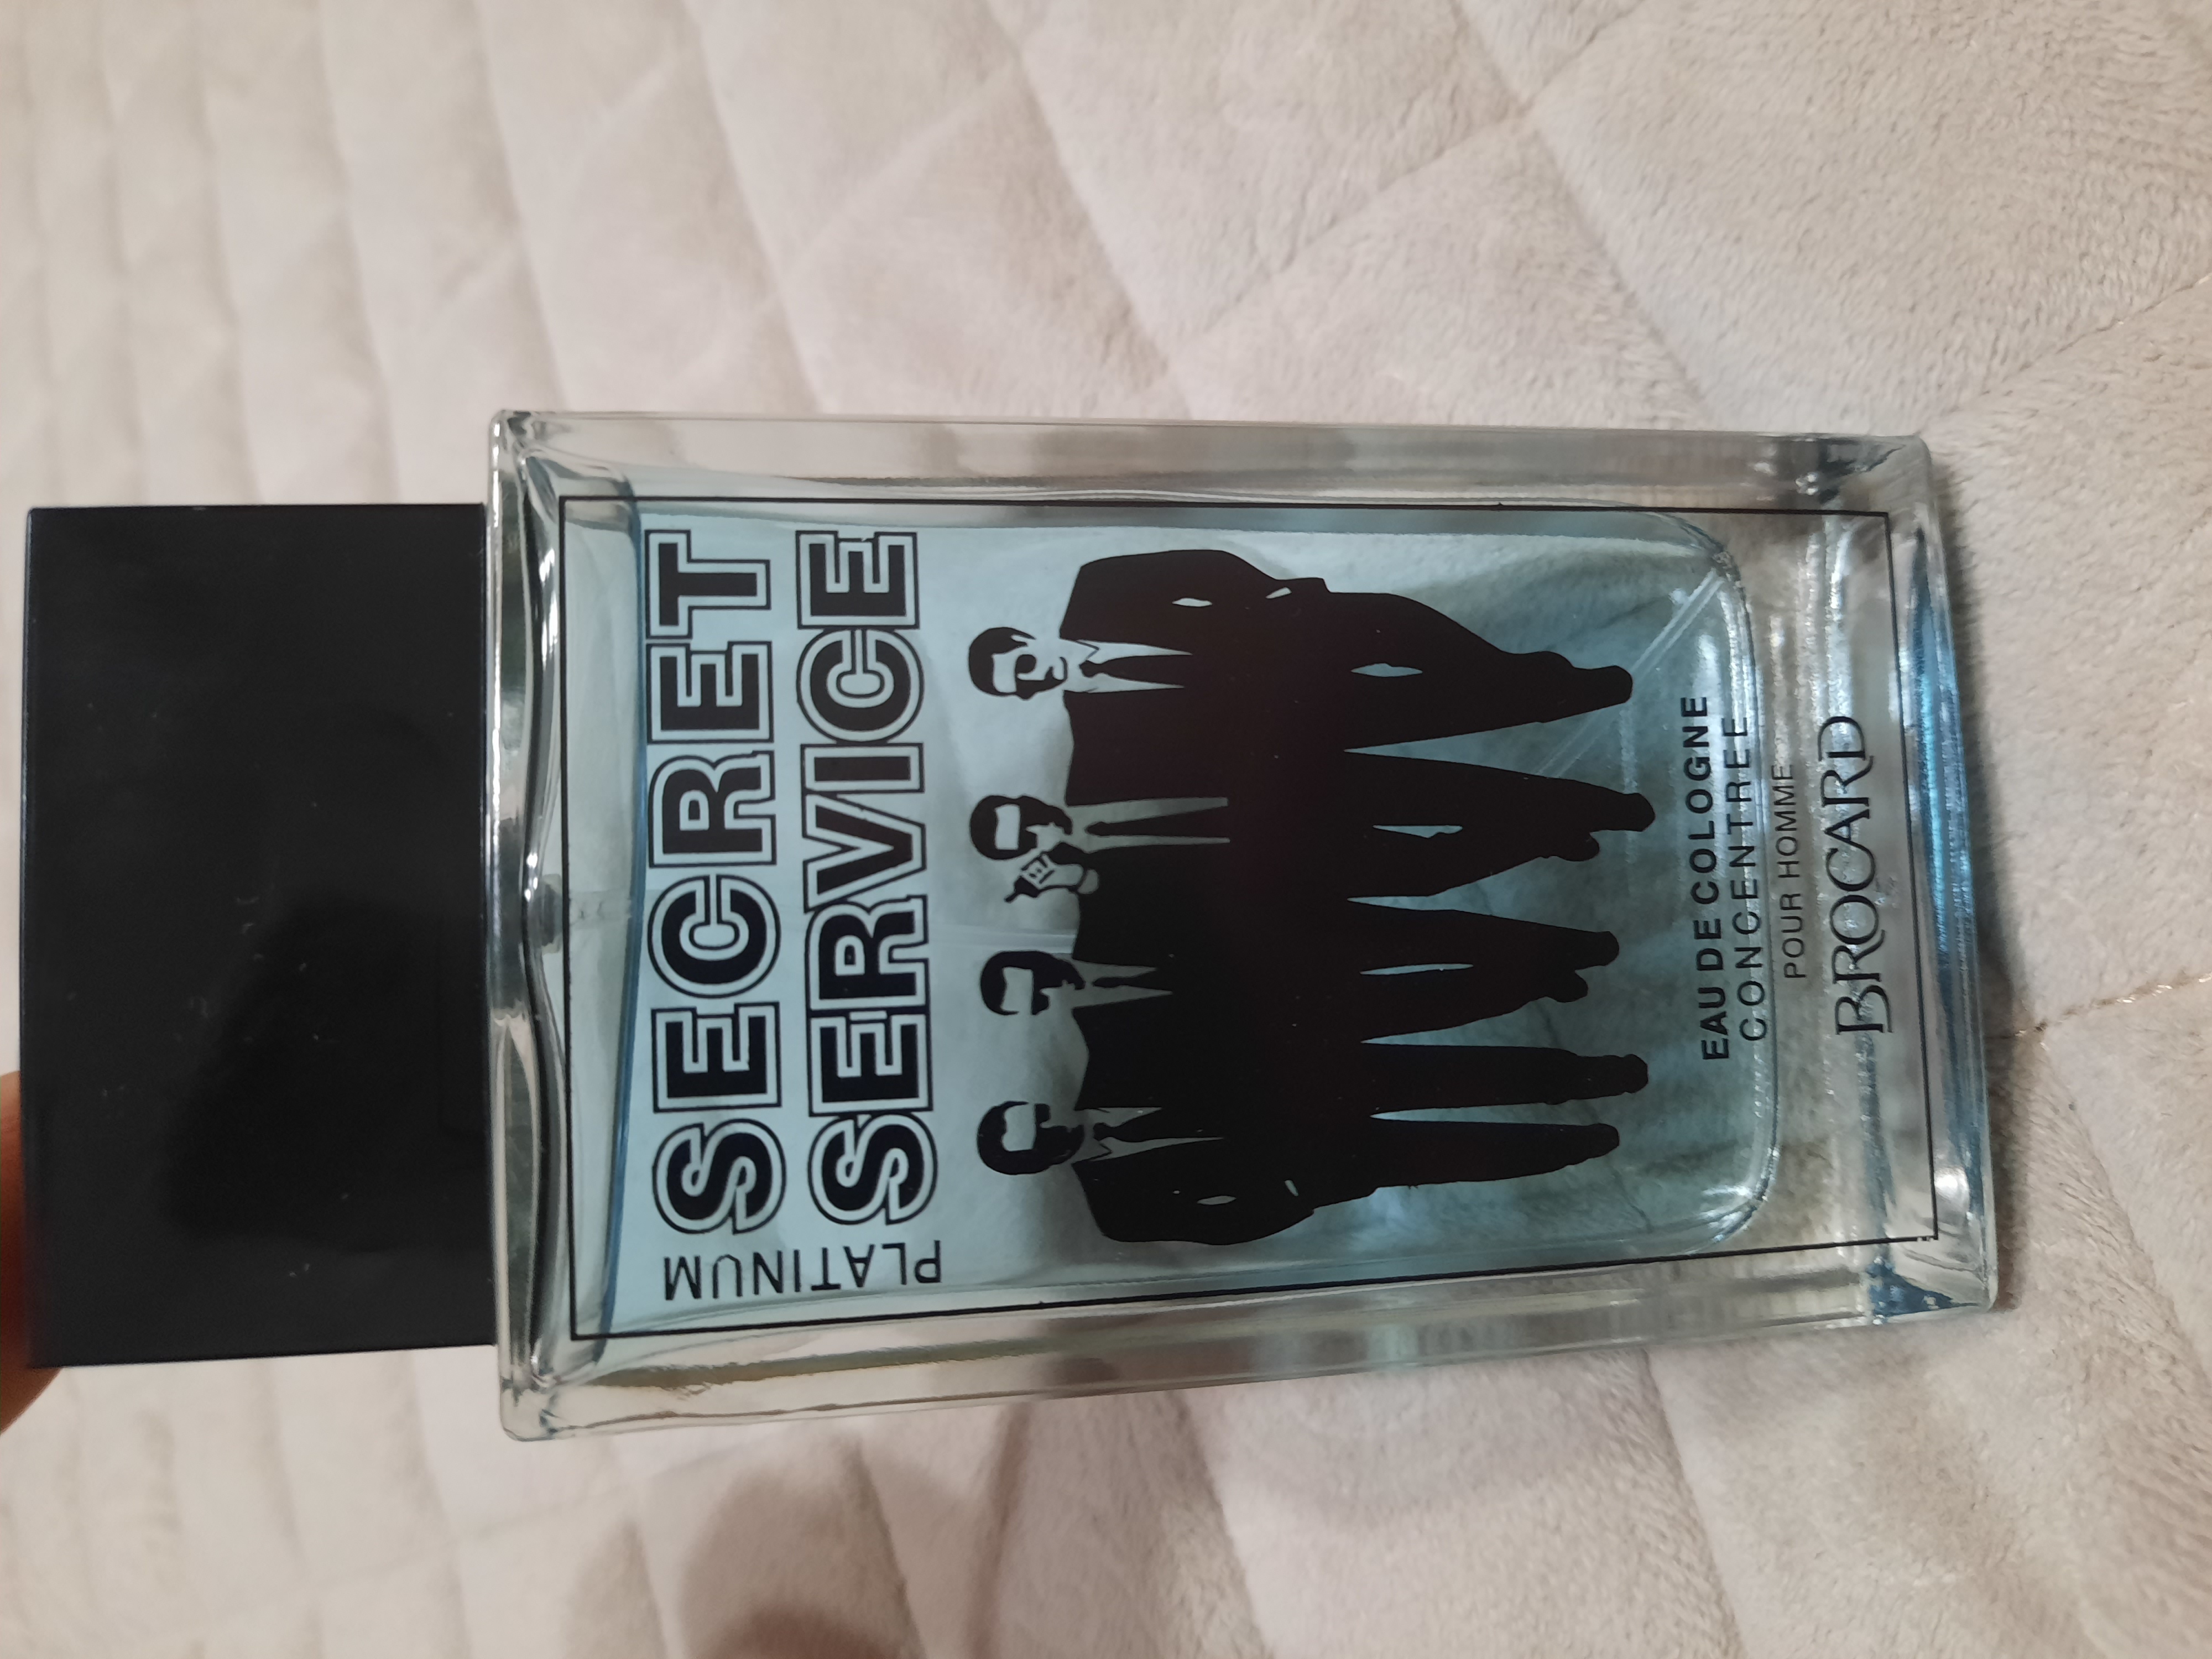 PLATINUM
SECRET
SERVICE
EAU DE COLOGNE
CONCENTREE
POUR HOMME
BROCARD